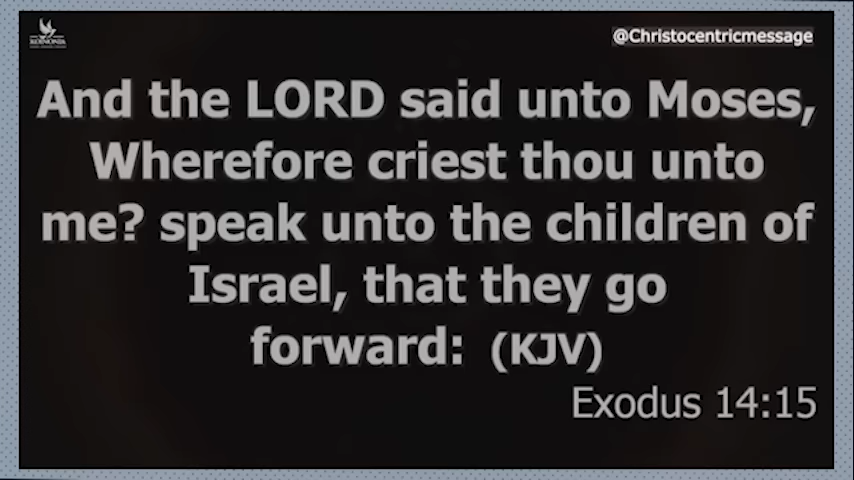 KOINONIA
@Christocentricmessage
And the LORD said unto Moses,
Wherefore criest thou unto
me? speak unto the children of
Israel, that they go
forward: (KJV)
Exodus 14:15